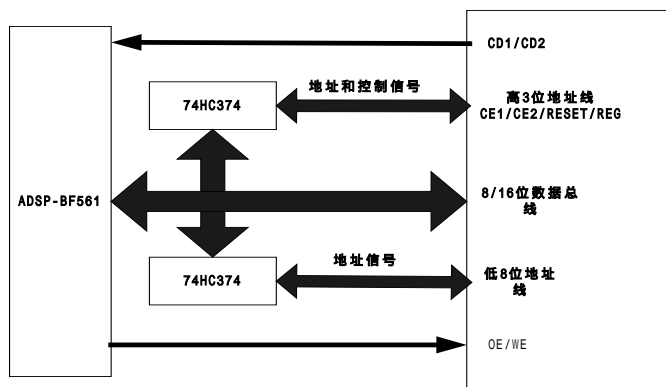 CD1/CD2
地址和控制信号
74HC374
高3位地址线
CE1/CE2/RESET/REG
ADSP-BF561
8/16位数据总
线
地址信号
74HC374
低8位地址
线
OE/WE